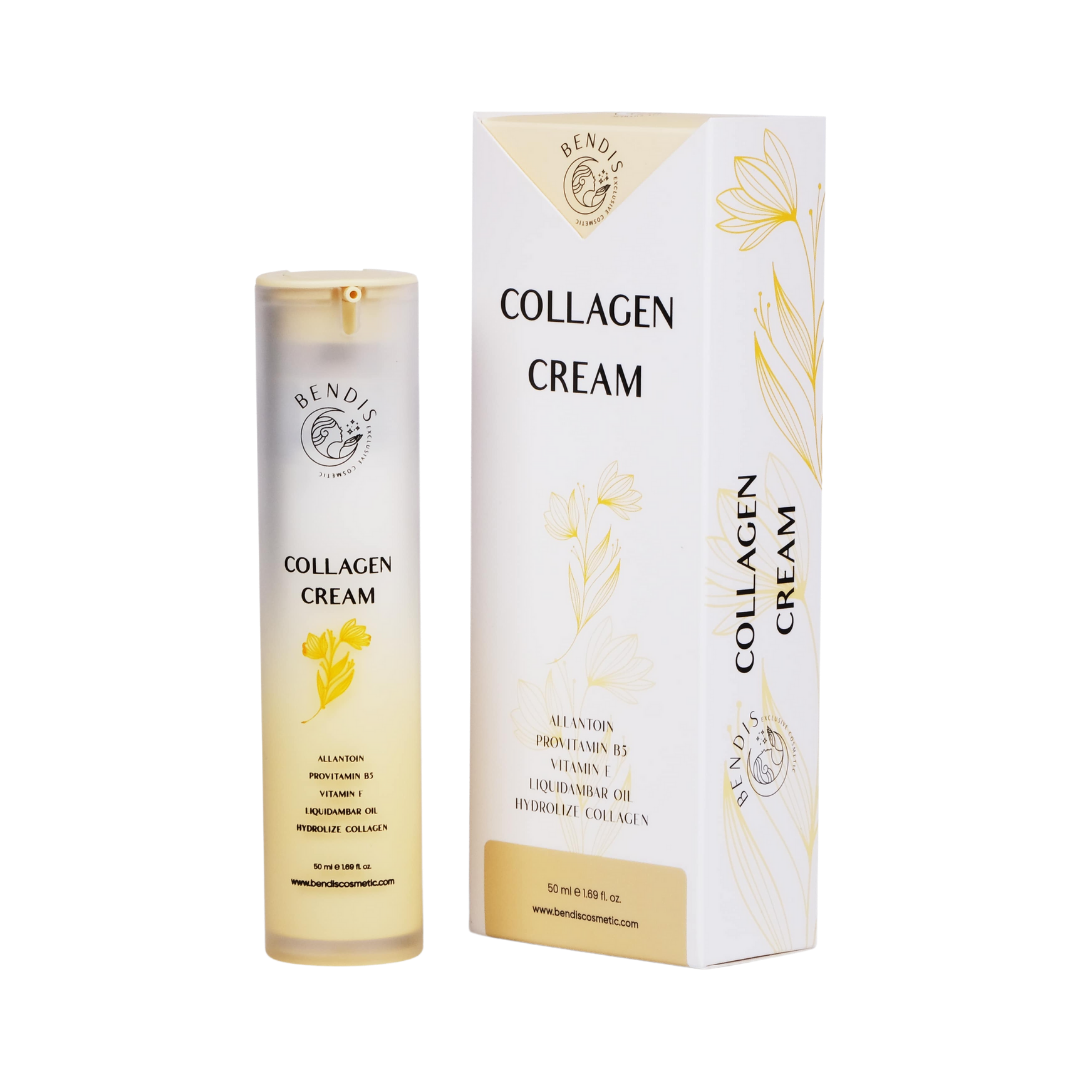 BENDIS
EXCLUSIVE COSMETIC
COLLAGEN
CREAM
ALLANTOIN
PROVITAMIN B5
VITAMIN E
LIQUIDAMBAR OIL
HYDROLIZE COLLAGEN
50 ml e 1.69 fl. oz.
www.bendiscosmetic.com
BENDIS
EXCLUSIVE COSMETIC
COLLAGEN
CREAM
ALLANTOIN
PROVITAMIN B5
VITAMIN E
LIQUIDAMBAR OIL
HYDROLIZE COLLAGEN
50 ml e 1.69 fl. oz.
www.bendiscosmetic.com
COLLAGEN
CREAM
BENDIS
EXCLUSIVE COSMETIC